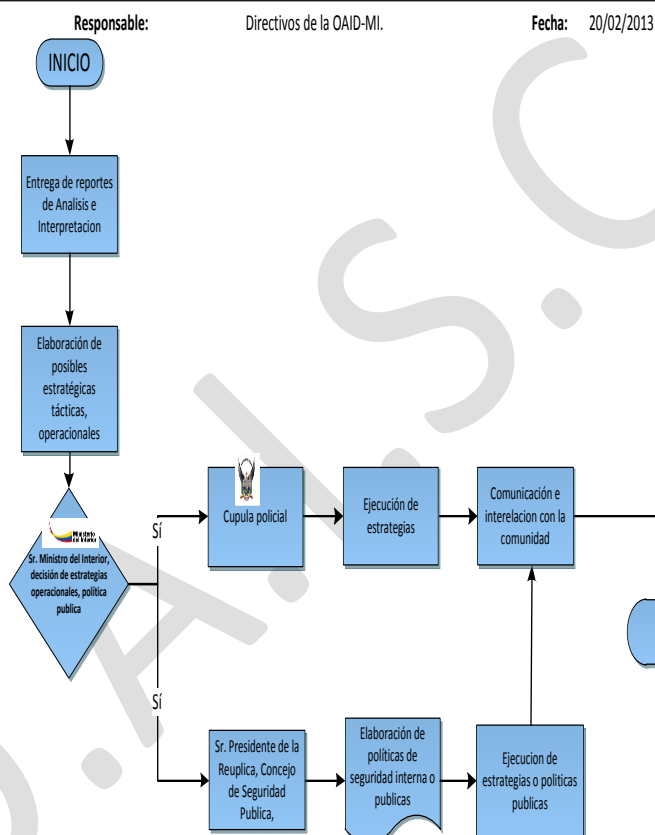 Responsable: Directivos de la OAID-MI. Fecha: 20/02/2013
INICIO
Entrega de reportes
de Analisis e
Interpretacion
Elaboración de
posibles
estratégicas
tácticas,
operacionales
Ministerio
del Interior
Sr. Ministro del Interior,
decisión de estrategias
operacionales, política
publica
Sí
Cupula policial
Ejecución de
estrategias
Comunicación e
interelacion con la
comunidad
Sí
Sr. Presidente de la
Reuplica, Concejo
de Seguridad
Publica,
Elaboración de
políticas de
seguridad interna o
publicas
Ejecucion de
estrategias o politicas
publicas
O.A.I.S.C